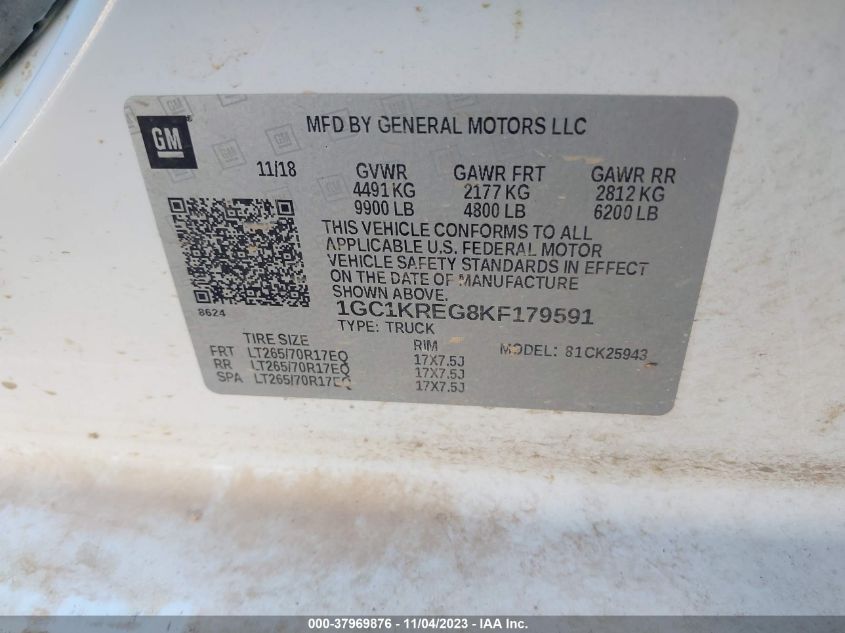 GM
MFD BY GENERAL MOTORS LLC
11/18 GVWR GAWR FRT GAWR RR
4491 KG 2177 KG 2812 KG
9900 LB 4800 LB 6200 LB
THIS VEHICLE CONFORMS TO ALL
APPLICABLE U.S. FEDERAL MOTOR
VEHICLE SAFETY STANDARDS IN EFFECT
ON THE DATE OF MANUFACTURE
SHOWN ABOVE.
8624
1GC1KREG8KF179591
TYPE: TRUCK
TIRE SIZE RIM MODEL: 81CK25943
FRT LT265/70R17EQ 17X7.5J
RR LT265/70R17EQ 17X7.5J
SPA LT265/70R17EQ 17X7.5J
000-37969876 - 11/04/2023 - IAA Inc.